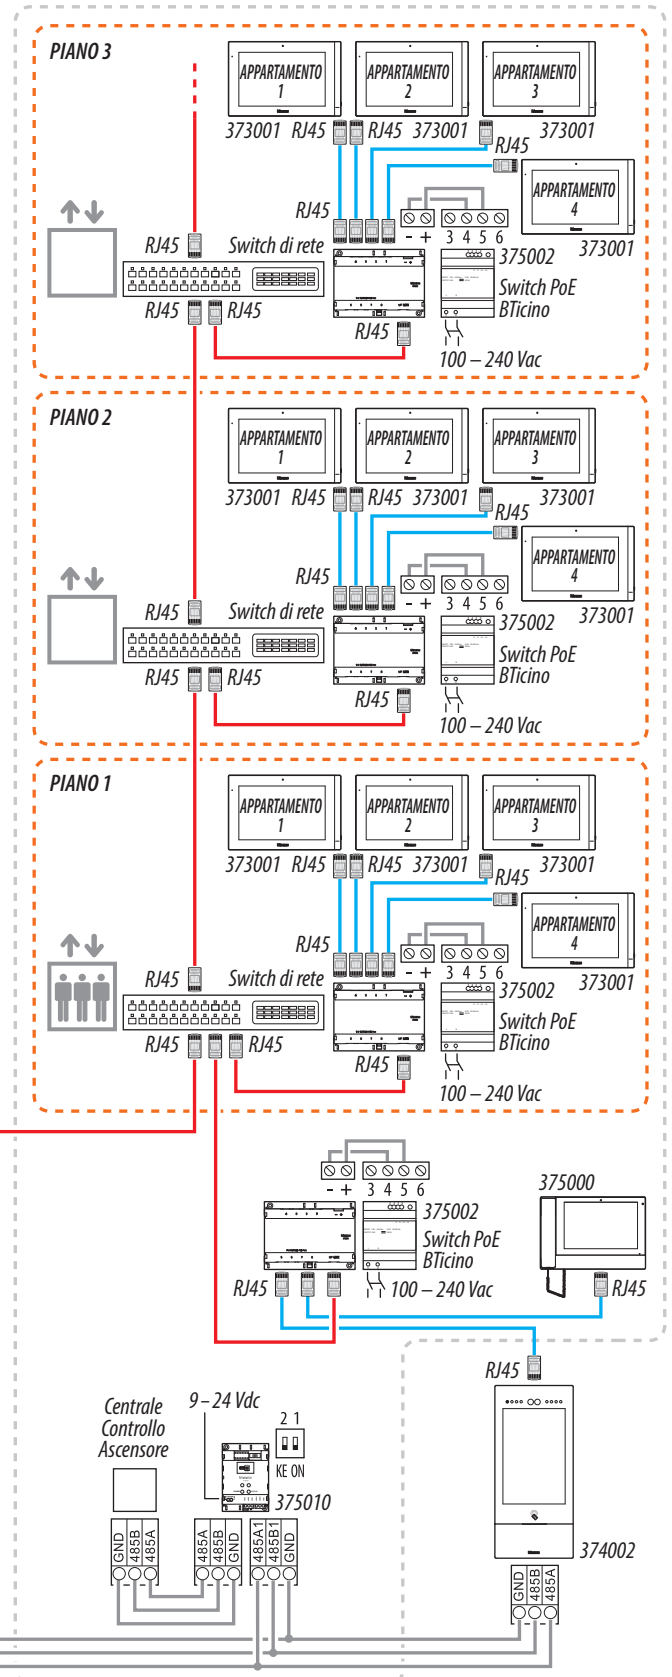 PIANO 3
APPARTAMENTO
1
APPARTAMENTO
2
APPARTAMENTO
3
373001 RJ45 RJ45 373001 373001
RJ45
APPARTAMENTO
4
373001
RJ45
- + 3 4 5 6
RJ45 Switch di rete
375002
Switch PoE
BTicino
RJ45 RJ45
RJ45
100 – 240 Vac
PIANO 2
APPARTAMENTO
1
APPARTAMENTO
2
APPARTAMENTO
3
373001 RJ45 RJ45 373001 373001
RJ45
APPARTAMENTO
4
373001
RJ45
- + 3 4 5 6
RJ45 Switch di rete
375002
Switch PoE
BTicino
RJ45 RJ45
RJ45
100 – 240 Vac
PIANO 1
APPARTAMENTO
1
APPARTAMENTO
2
APPARTAMENTO
3
373001 RJ45 RJ45 373001 373001
RJ45
APPARTAMENTO
4
373001
RJ45
- + 3 4 5 6
RJ45 Switch di rete
375002
Switch PoE
BTicino
RJ45 RJ45
RJ45
100 – 240 Vac
- + 3 4 5 6
375002
Switch PoE
BTicino
375000
RJ45 100 – 240 Vac RJ45
RJ45
Centrale
Controllo
Ascensore
9 – 24 Vdc
2 1
KE ON
375010
374002
GND 485B 485A
485A 485B GND
485A1 485B1 GND
GND 485B 485A